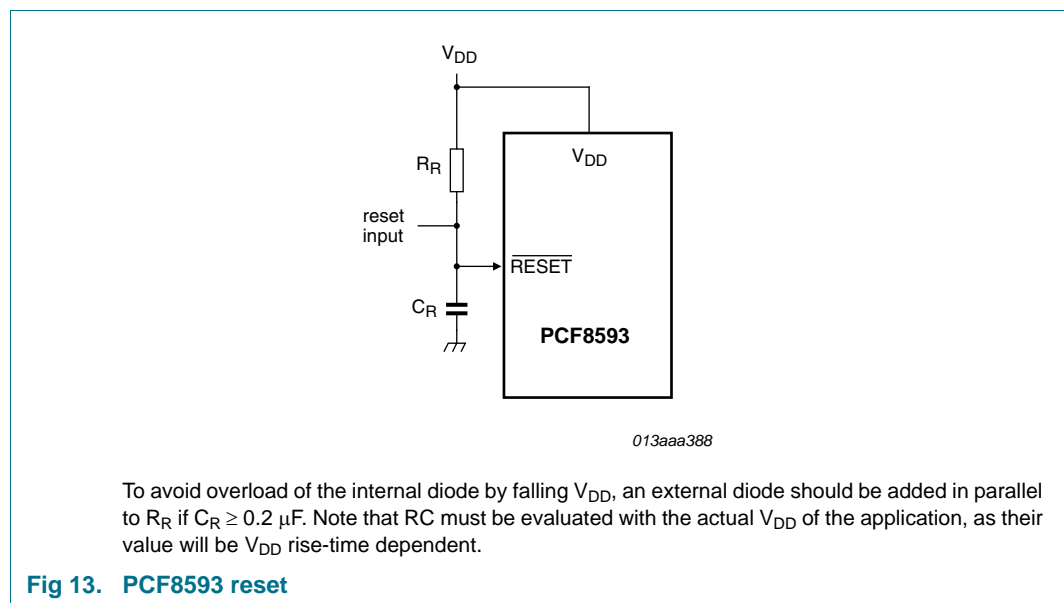 VDD
VDD
RR
reset
input
RESET
CR
PCF8593
013aaa388
To avoid overload of the internal diode by falling VDD, an external diode should be added in parallel
to RR if CR ≥ 0.2 μF. Note that RC must be evaluated with the actual VDD of the application, as their
value will be VDD rise-time dependent.
Fig 13. PCF8593 reset